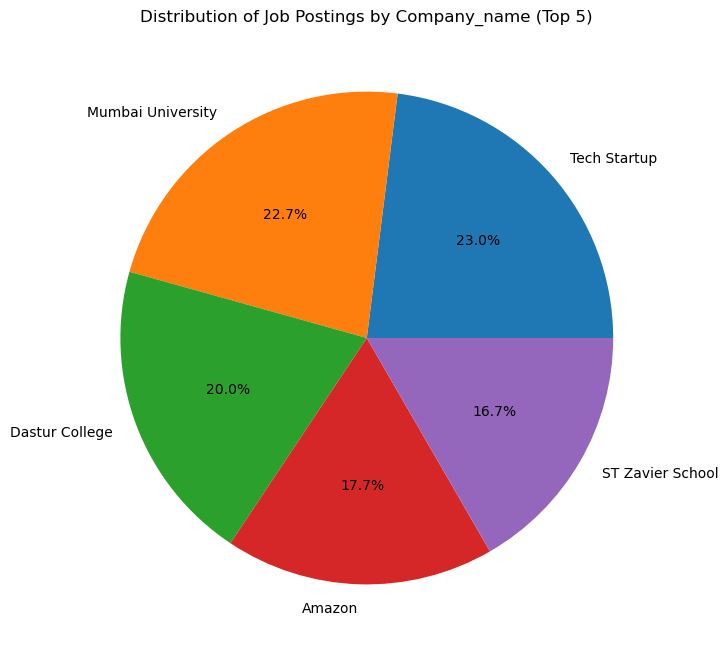 Distribution of Job Postings by Company_name (Top 5)
Mumbai University
Tech Startup
22.7%
23.0%
20.0%
16.7%
Dastur College
ST Zavier School
17.7%
Amazon